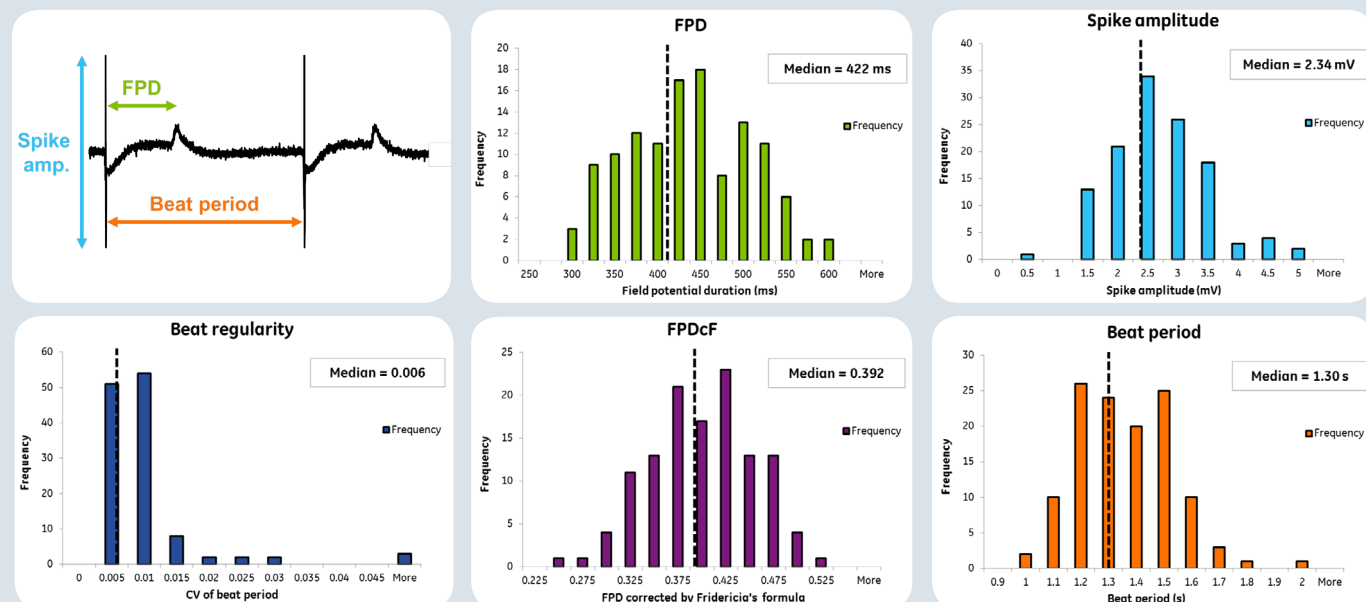 FPD
Spike
amp.
Beat period
FPD
Median = 422 ms
Frequency
20
18
16
14
12
10
8
6
4
2
0
Frequency
250 300 350 400 450 500 550 600 More
Field potential duration (ms)
Spike amplitude
Median = 2.34 mV
Frequency
40
35
30
25
20
15
10
5
0
Frequency
0 0.5 1 1.5 2 2.5 3 3.5 4 4.5 5 More
Spike amplitude (mV)
Beat regularity
Median = 0.006
Frequency
60
50
40
30
20
10
0
Frequency
0 0.005 0.01 0.015 0.02 0.025 0.03 0.035 0.04 0.045 More
CV of beat period
FPDcF
Median = 0.392
Frequency
25
20
15
10
5
0
Frequency
0.225 0.275 0.325 0.375 0.425 0.475 0.525 More
FPD corrected by Fridericia's formula
Beat period
Median = 1.30 s
Frequency
30
25
20
15
10
5
0
Frequency
0.9 1 1.1 1.2 1.3 1.4 1.5 1.6 1.7 1.8 1.9 2 More
Beat period (s)